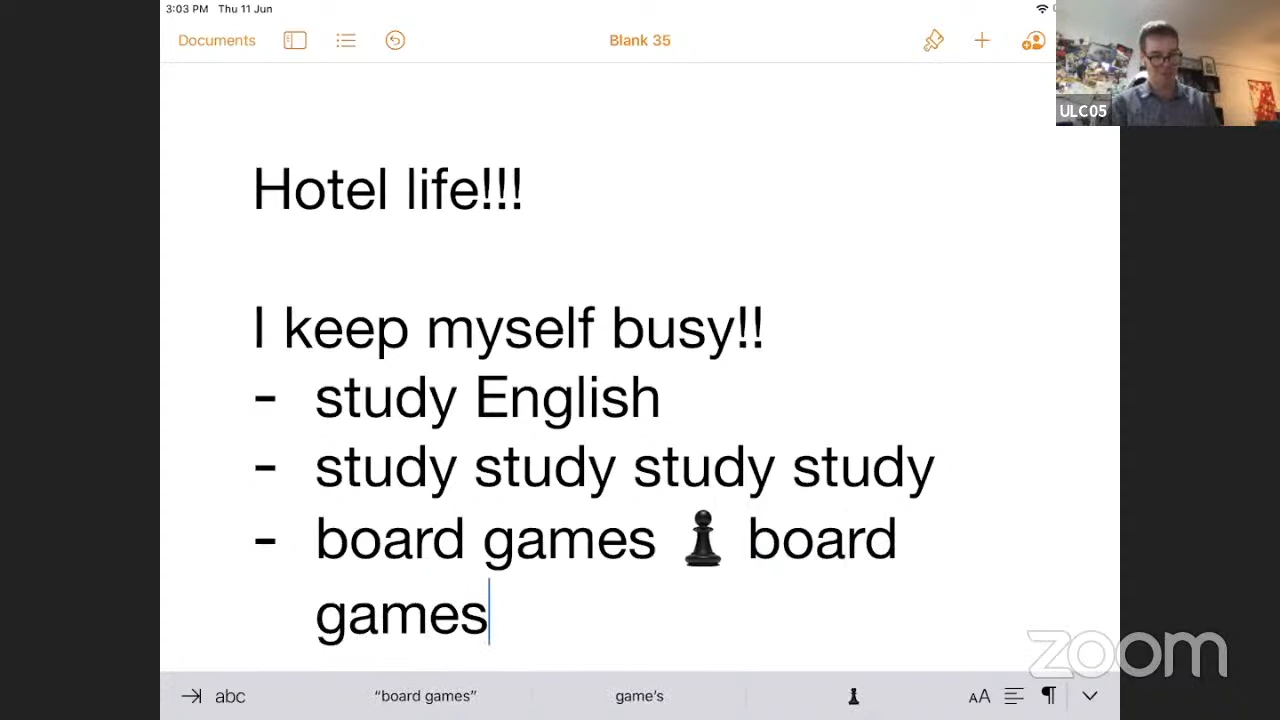 3:03 PM Thu 11 Jun
Documents
Blank 35
ULC05
Hotel life!!!
I keep myself busy!!
- study English
- study study study study
- board games ♟ board
games
zoom
abc
“board games”
game’s
♟
AA